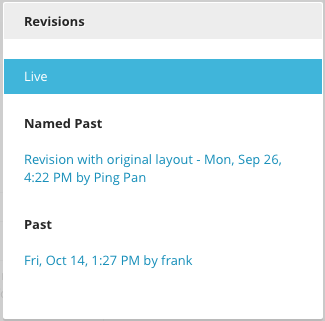 Revisions
Live
Named Past
Revision with original layout - Mon, Sep 26,
4:22 PM by Ping Pan
Past
Fri, Oct 14, 1:27 PM by frank